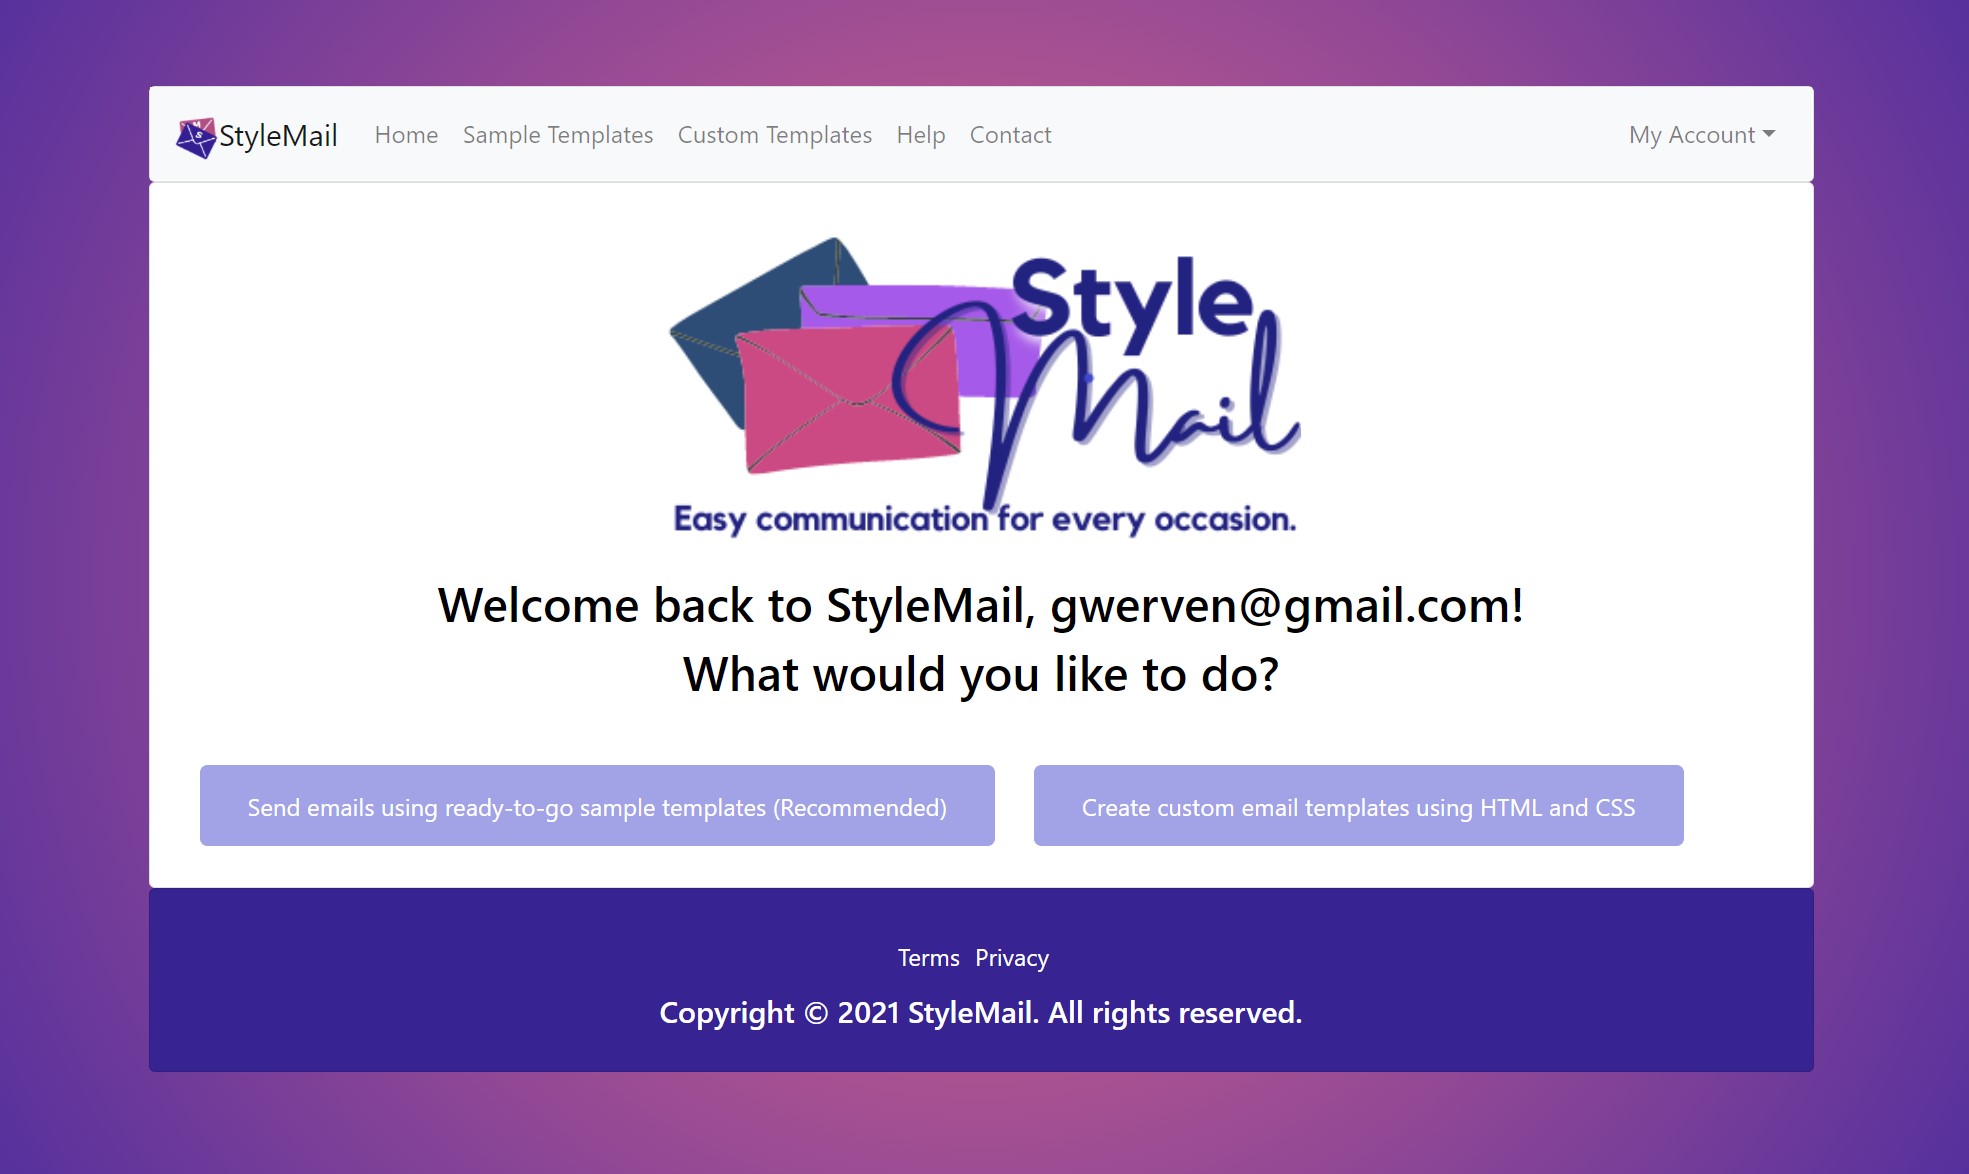 StyleMail Home Sample Templates Custom Templates Help Contact My Account
Style
Mail
Easy communication for every occasion.
Welcome back to StyleMail, gwerven@gmail.com!
What would you like to do?
Send emails using ready-to-go sample templates (Recommended) Create custom email templates using HTML and CSS
Terms Privacy
Copyright © 2021 StyleMail. All rights reserved.